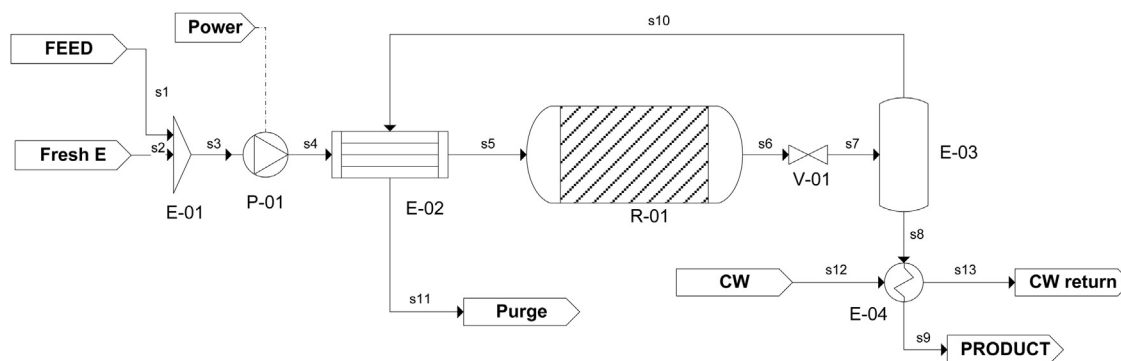 s10
Power
FEED
s1
Fresh E
s2
s3
s4
s5
s6
s7
E-01
P-01
E-02
R-01
V-01
E-03
s8
CW
s12
s13
CW return
E-04
s11
Purge
s9
PRODUCT